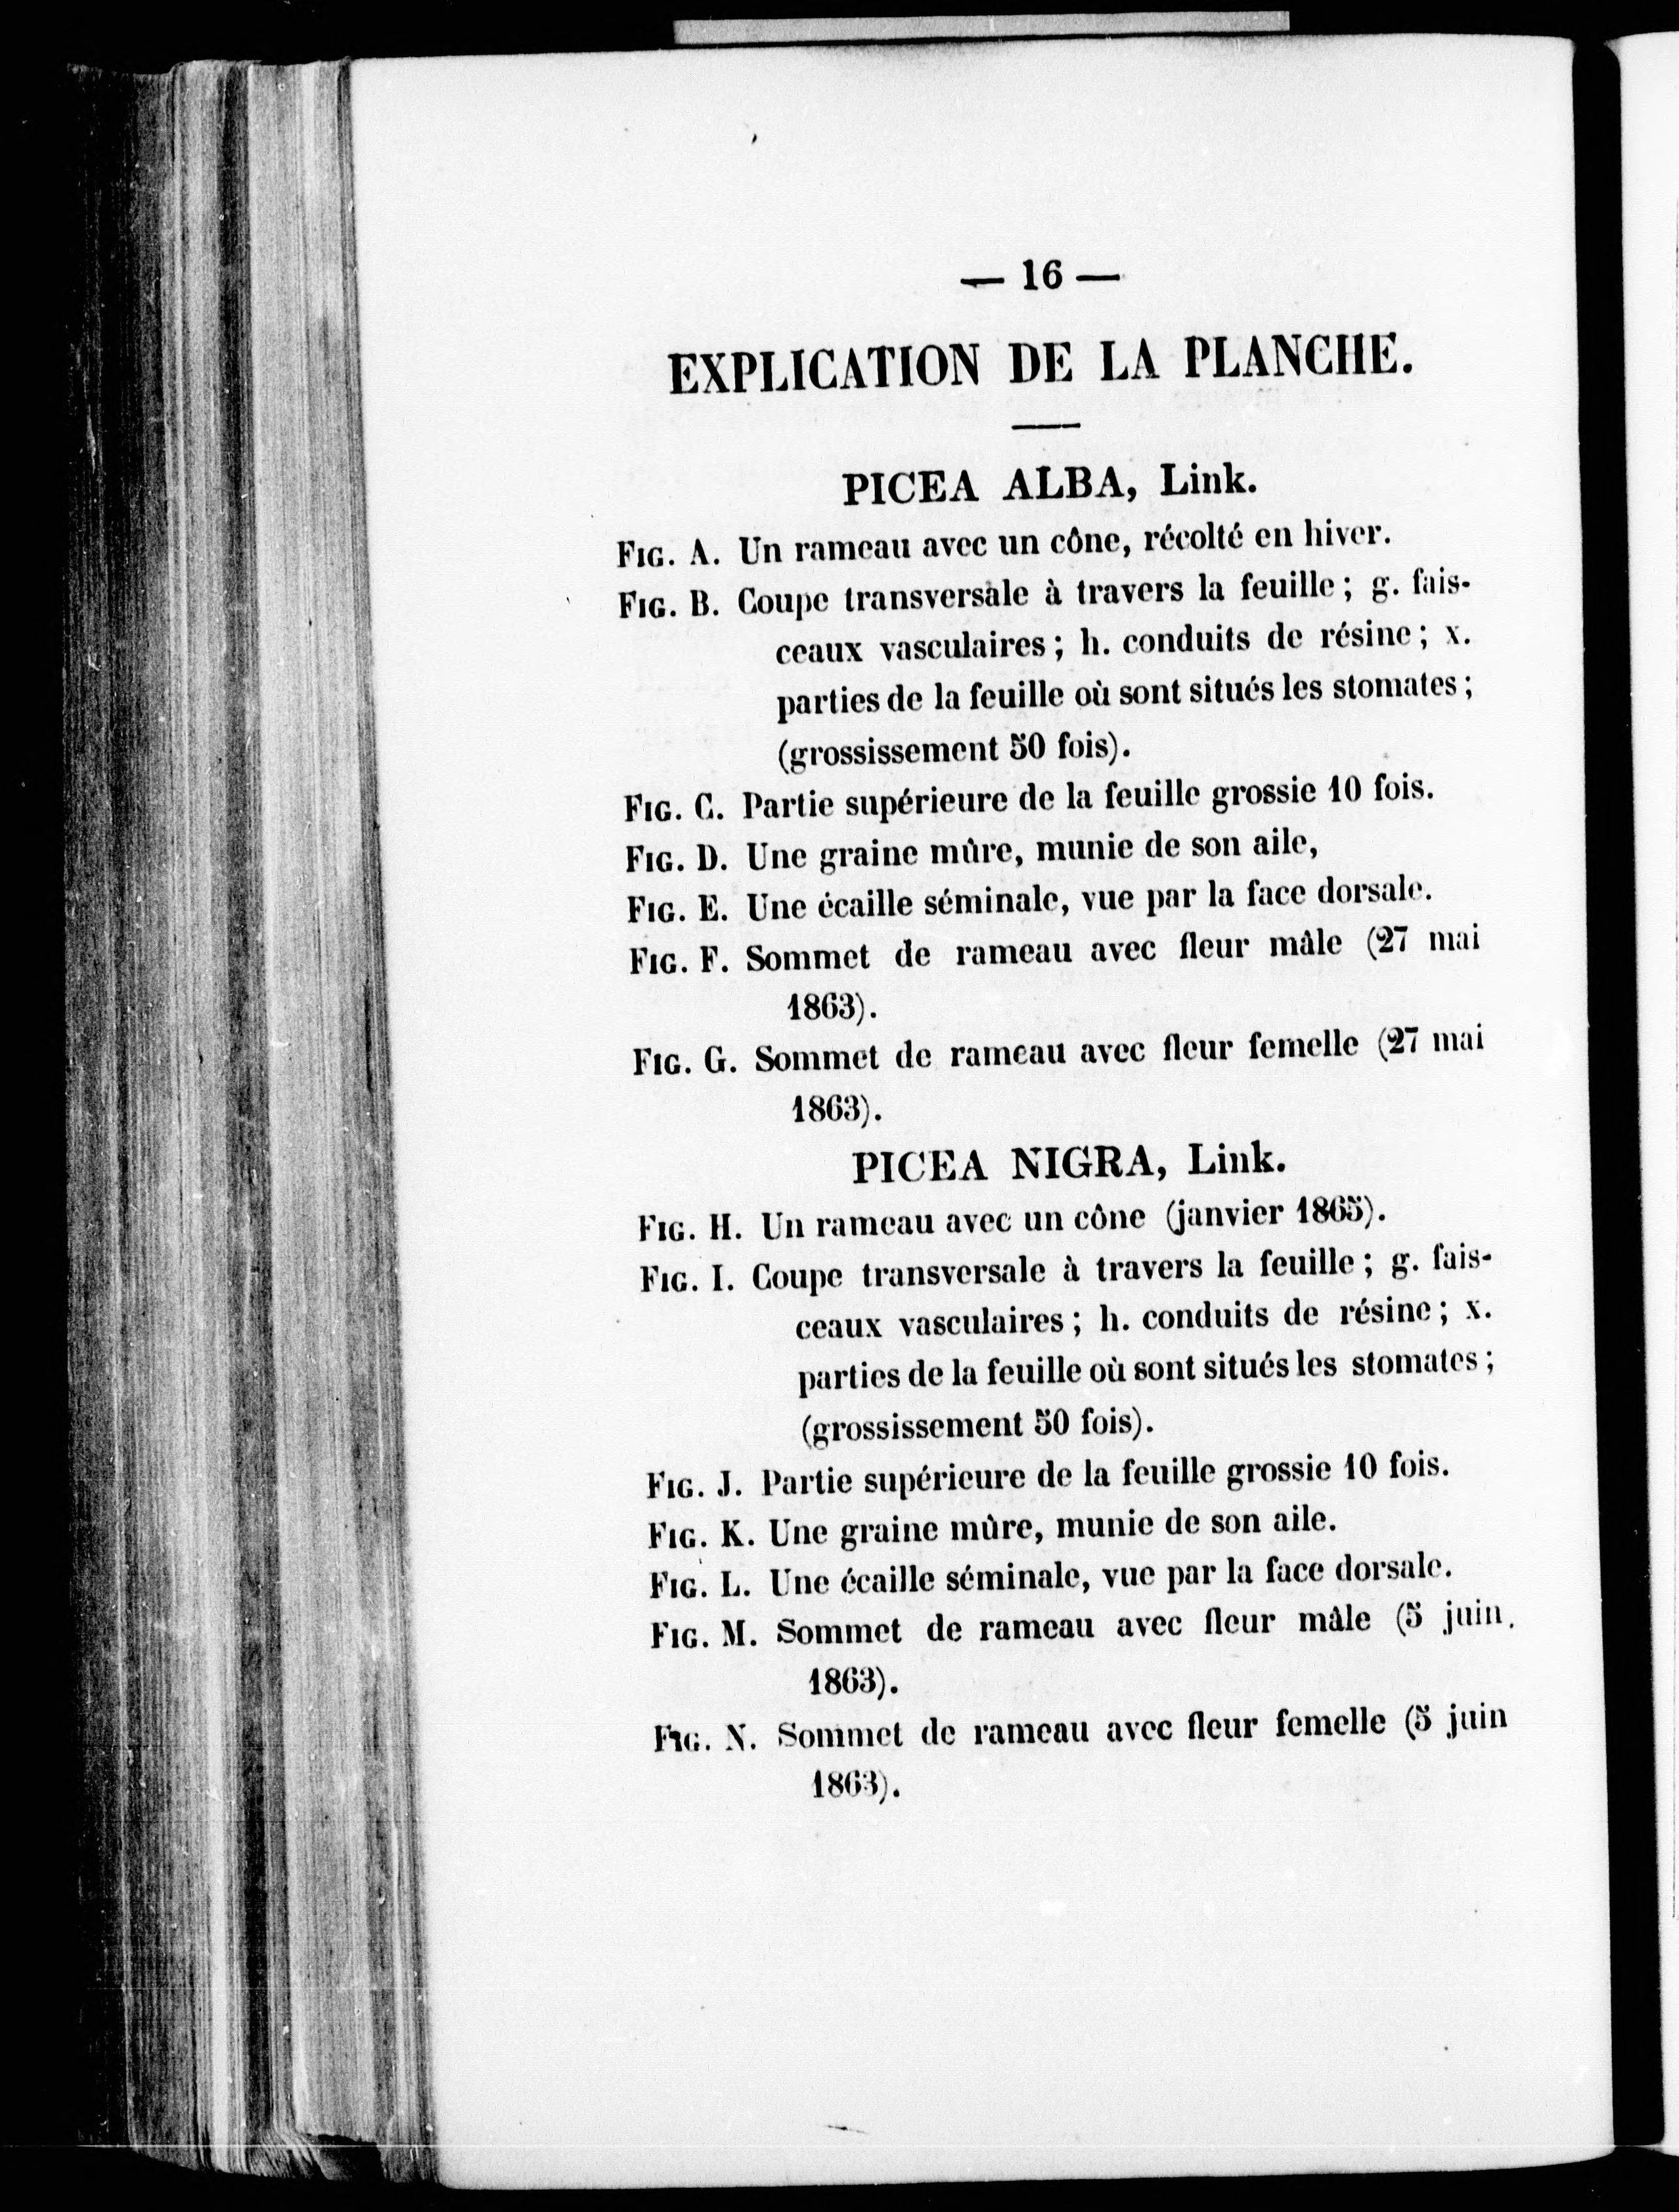 — 16 —
EXPLICATION DE LA PLANCHE.
PICEA ALBA, Link.
FIG. A. Un rameau avec un cône, récolté en hiver.
FIG. B. Coupe transversale à travers la feuille ; g. fais-
ceaux vasculaires ; h. conduits de résine ; x.
parties de la feuille où sont situés les stomates ;
(grossissement 50 fois).
FIG. C. Partie supérieure de la feuille grossie 10 fois.
FIG. D. Une graine mûre, munie de son aile,
FIG. E. Une écaille séminale, vue par la face dorsale.
FIG. F. Sommet de rameau avec fleur mâle (27 mai
1863).
FIG. G. Sommet de rameau avec fleur femelle (27 mai
1863).
PICEA NIGRA, Link.
FIG. H. Un rameau avec un cône (janvier 1865).
FIG. I. Coupe transversale à travers la feuille ; g. fais-
ceaux vasculaires ; h. conduits de résine ; x.
parties de la feuille où sont situés les stomates ;
(grossissement 50 fois).
FIG. J. Partie supérieure de la feuille grossie 10 fois.
FIG. K. Une graine mûre, munie de son aile.
FIG. L. Une écaille séminale, vue par la face dorsale.
FIG. M. Sommet de rameau avec fleur mâle (5 juin.
1863).
FIG. N. Sommet de rameau avec fleur femelle (5 juin
1863).